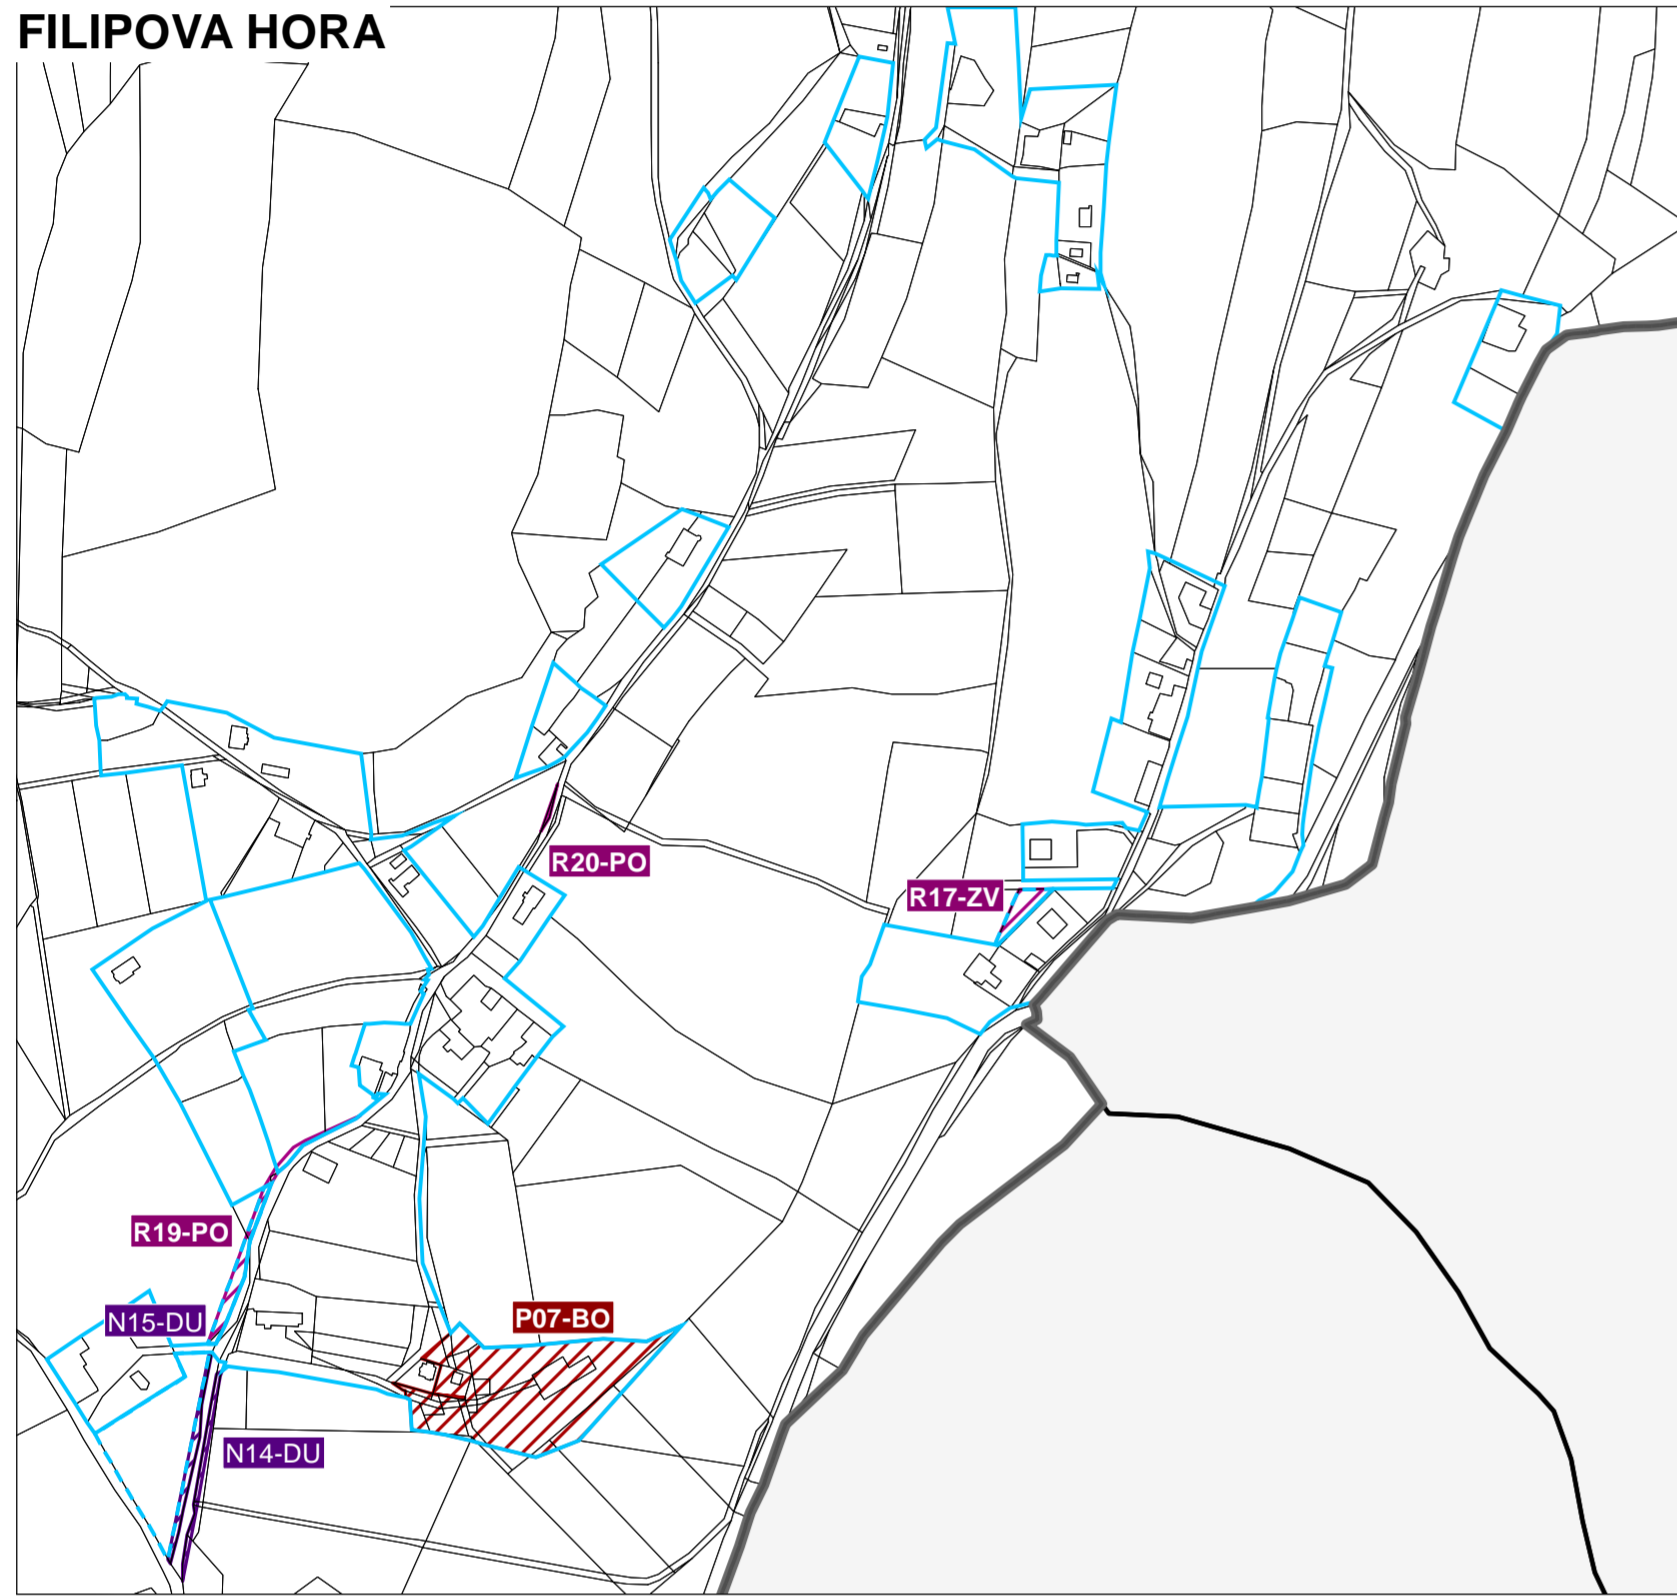 FILIPOVA HORA
R20-PO
R17-ZV
R19-PO
N15-DU
P07-BO
N14-DU